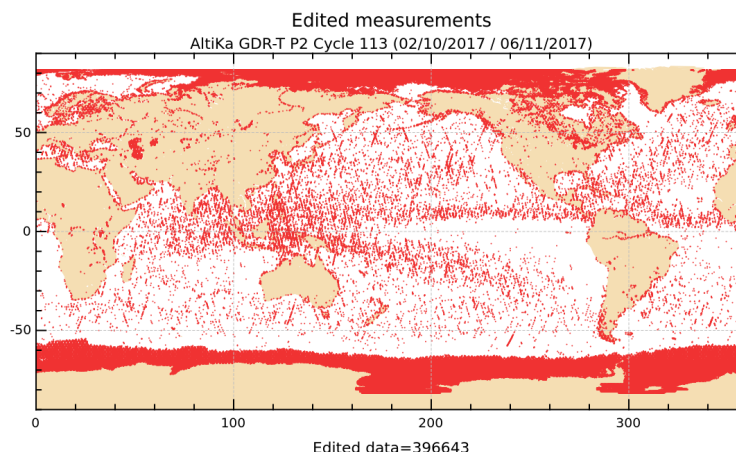 Edited measurements
AltiKa GDR-T P2 Cycle 113 (02/10/2017 / 06/11/2017)
50
0
-50
0 100 200 300
Edited data=396643